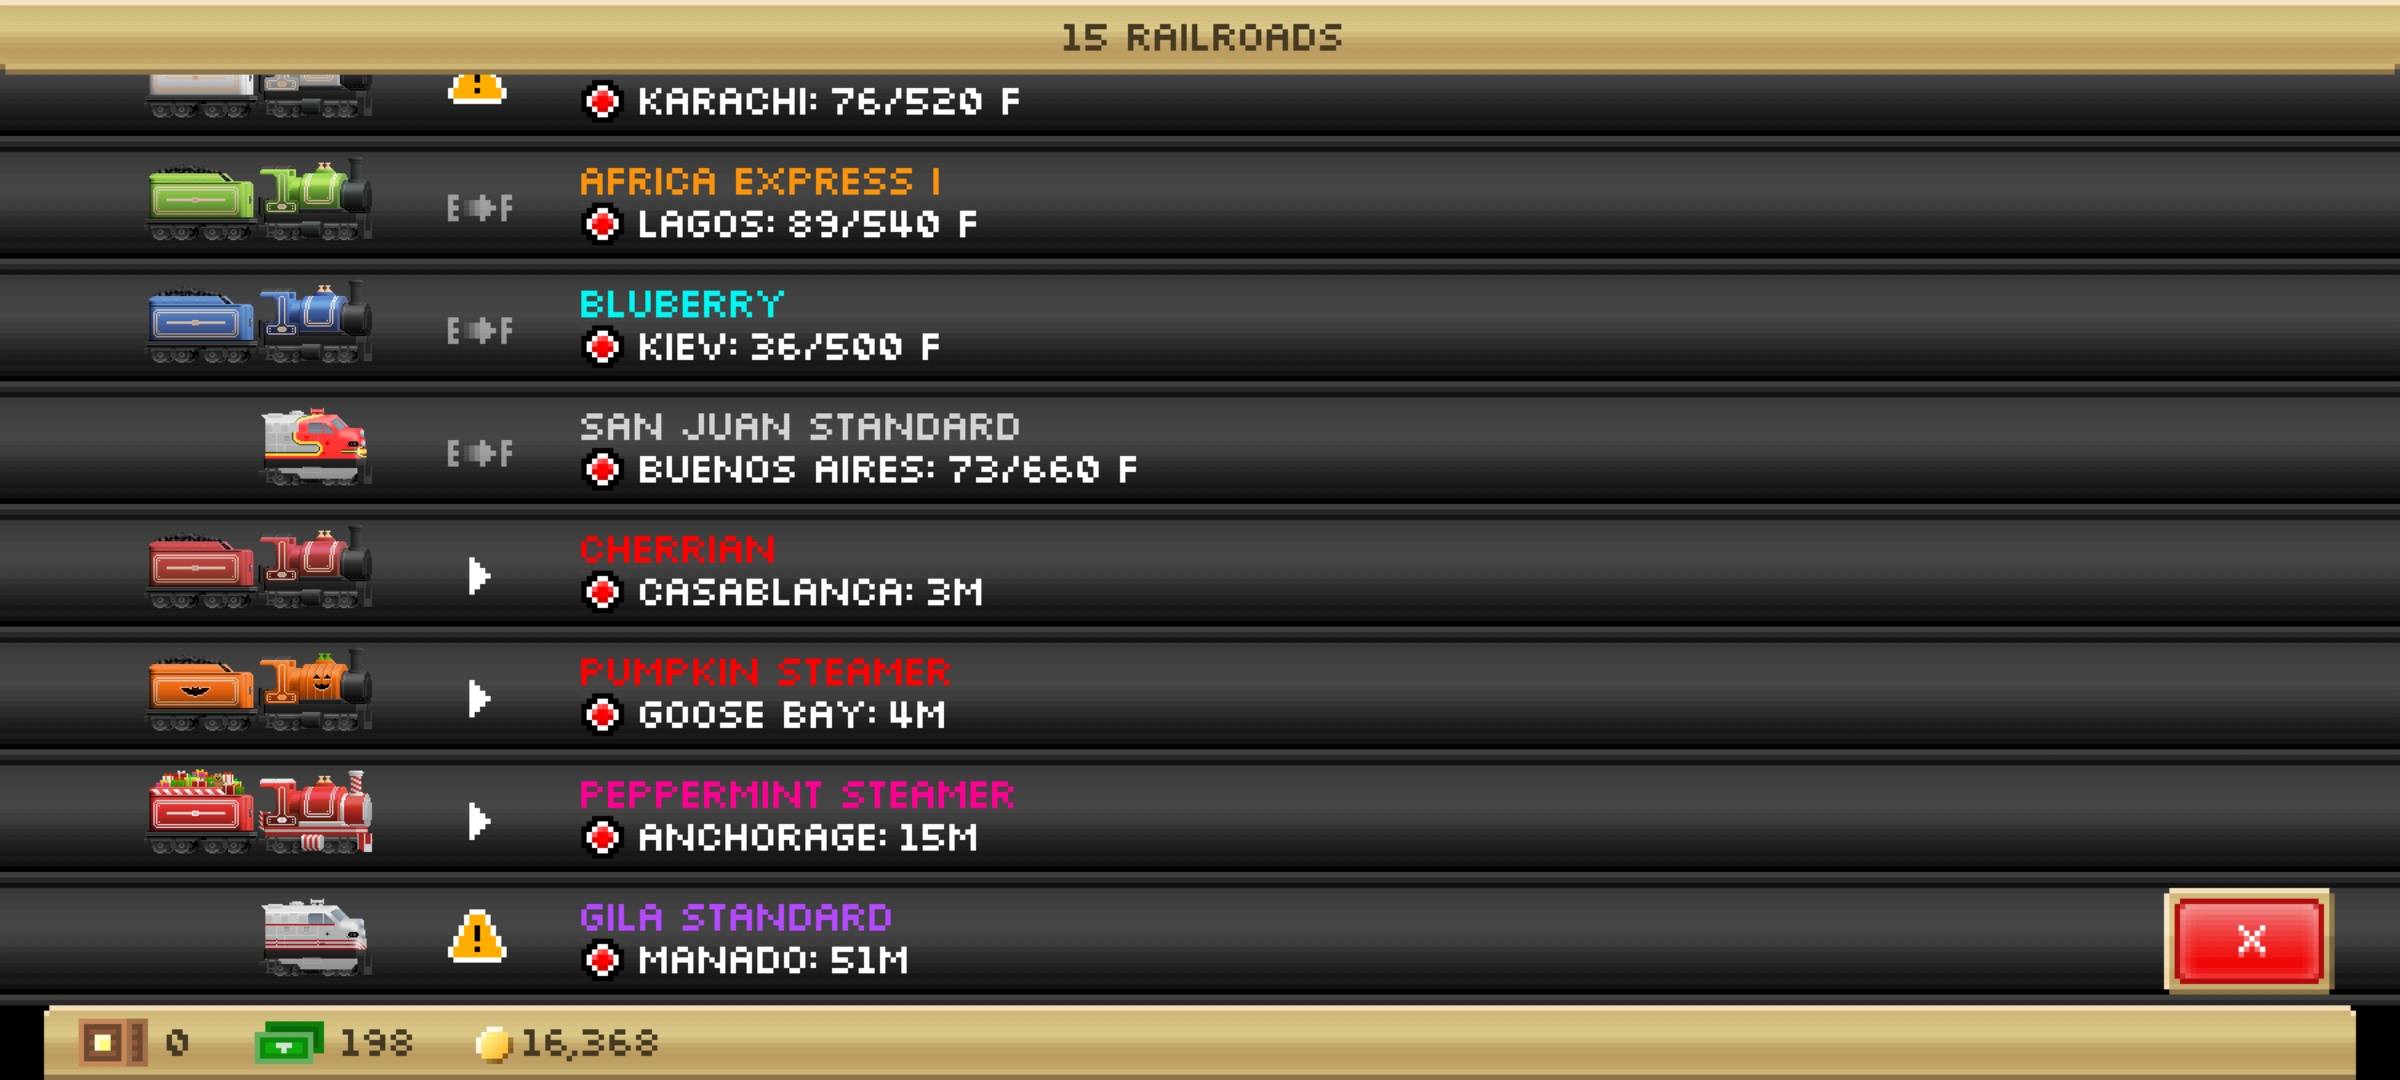 15 RAILROADS
KARACHI: 76/520 F
E F
AFRICA EXPRESS I
LAGOS: 89/540 F
E F
BLUBERRY
KIEV: 36/500 F
E F
SAN JUAN STANDARD
BUENOS AIRES: 73/660 F
CHERRIAN
CASABLANCA: 3M
PUMPKIN STEAMER
GOOSE BAY: 4M
PEPPERMINT STEAMER
ANCHORAGE: 15M
GILA STANDARD
MANADO: 51M
X
0 198 16,368